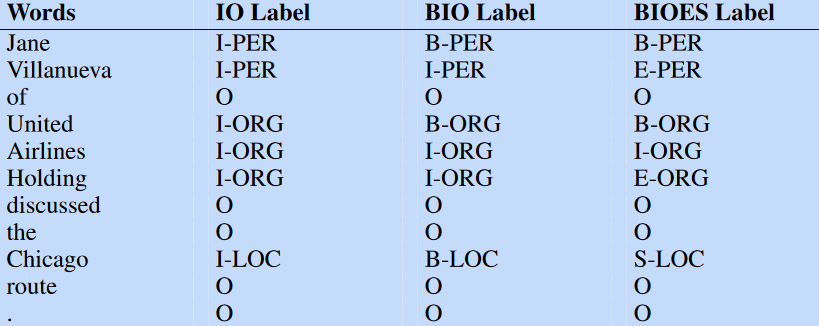 Words IO Label BIO Label BIOES Label
Jane I-PER B-PER B-PER
Villanueva I-PER I-PER E-PER
of O O O
United I-ORG B-ORG B-ORG
Airlines I-ORG I-ORG I-ORG
Holding I-ORG I-ORG E-ORG
discussed O O O
the O O O
Chicago I-LOC B-LOC S-LOC
route O O O
. O O O